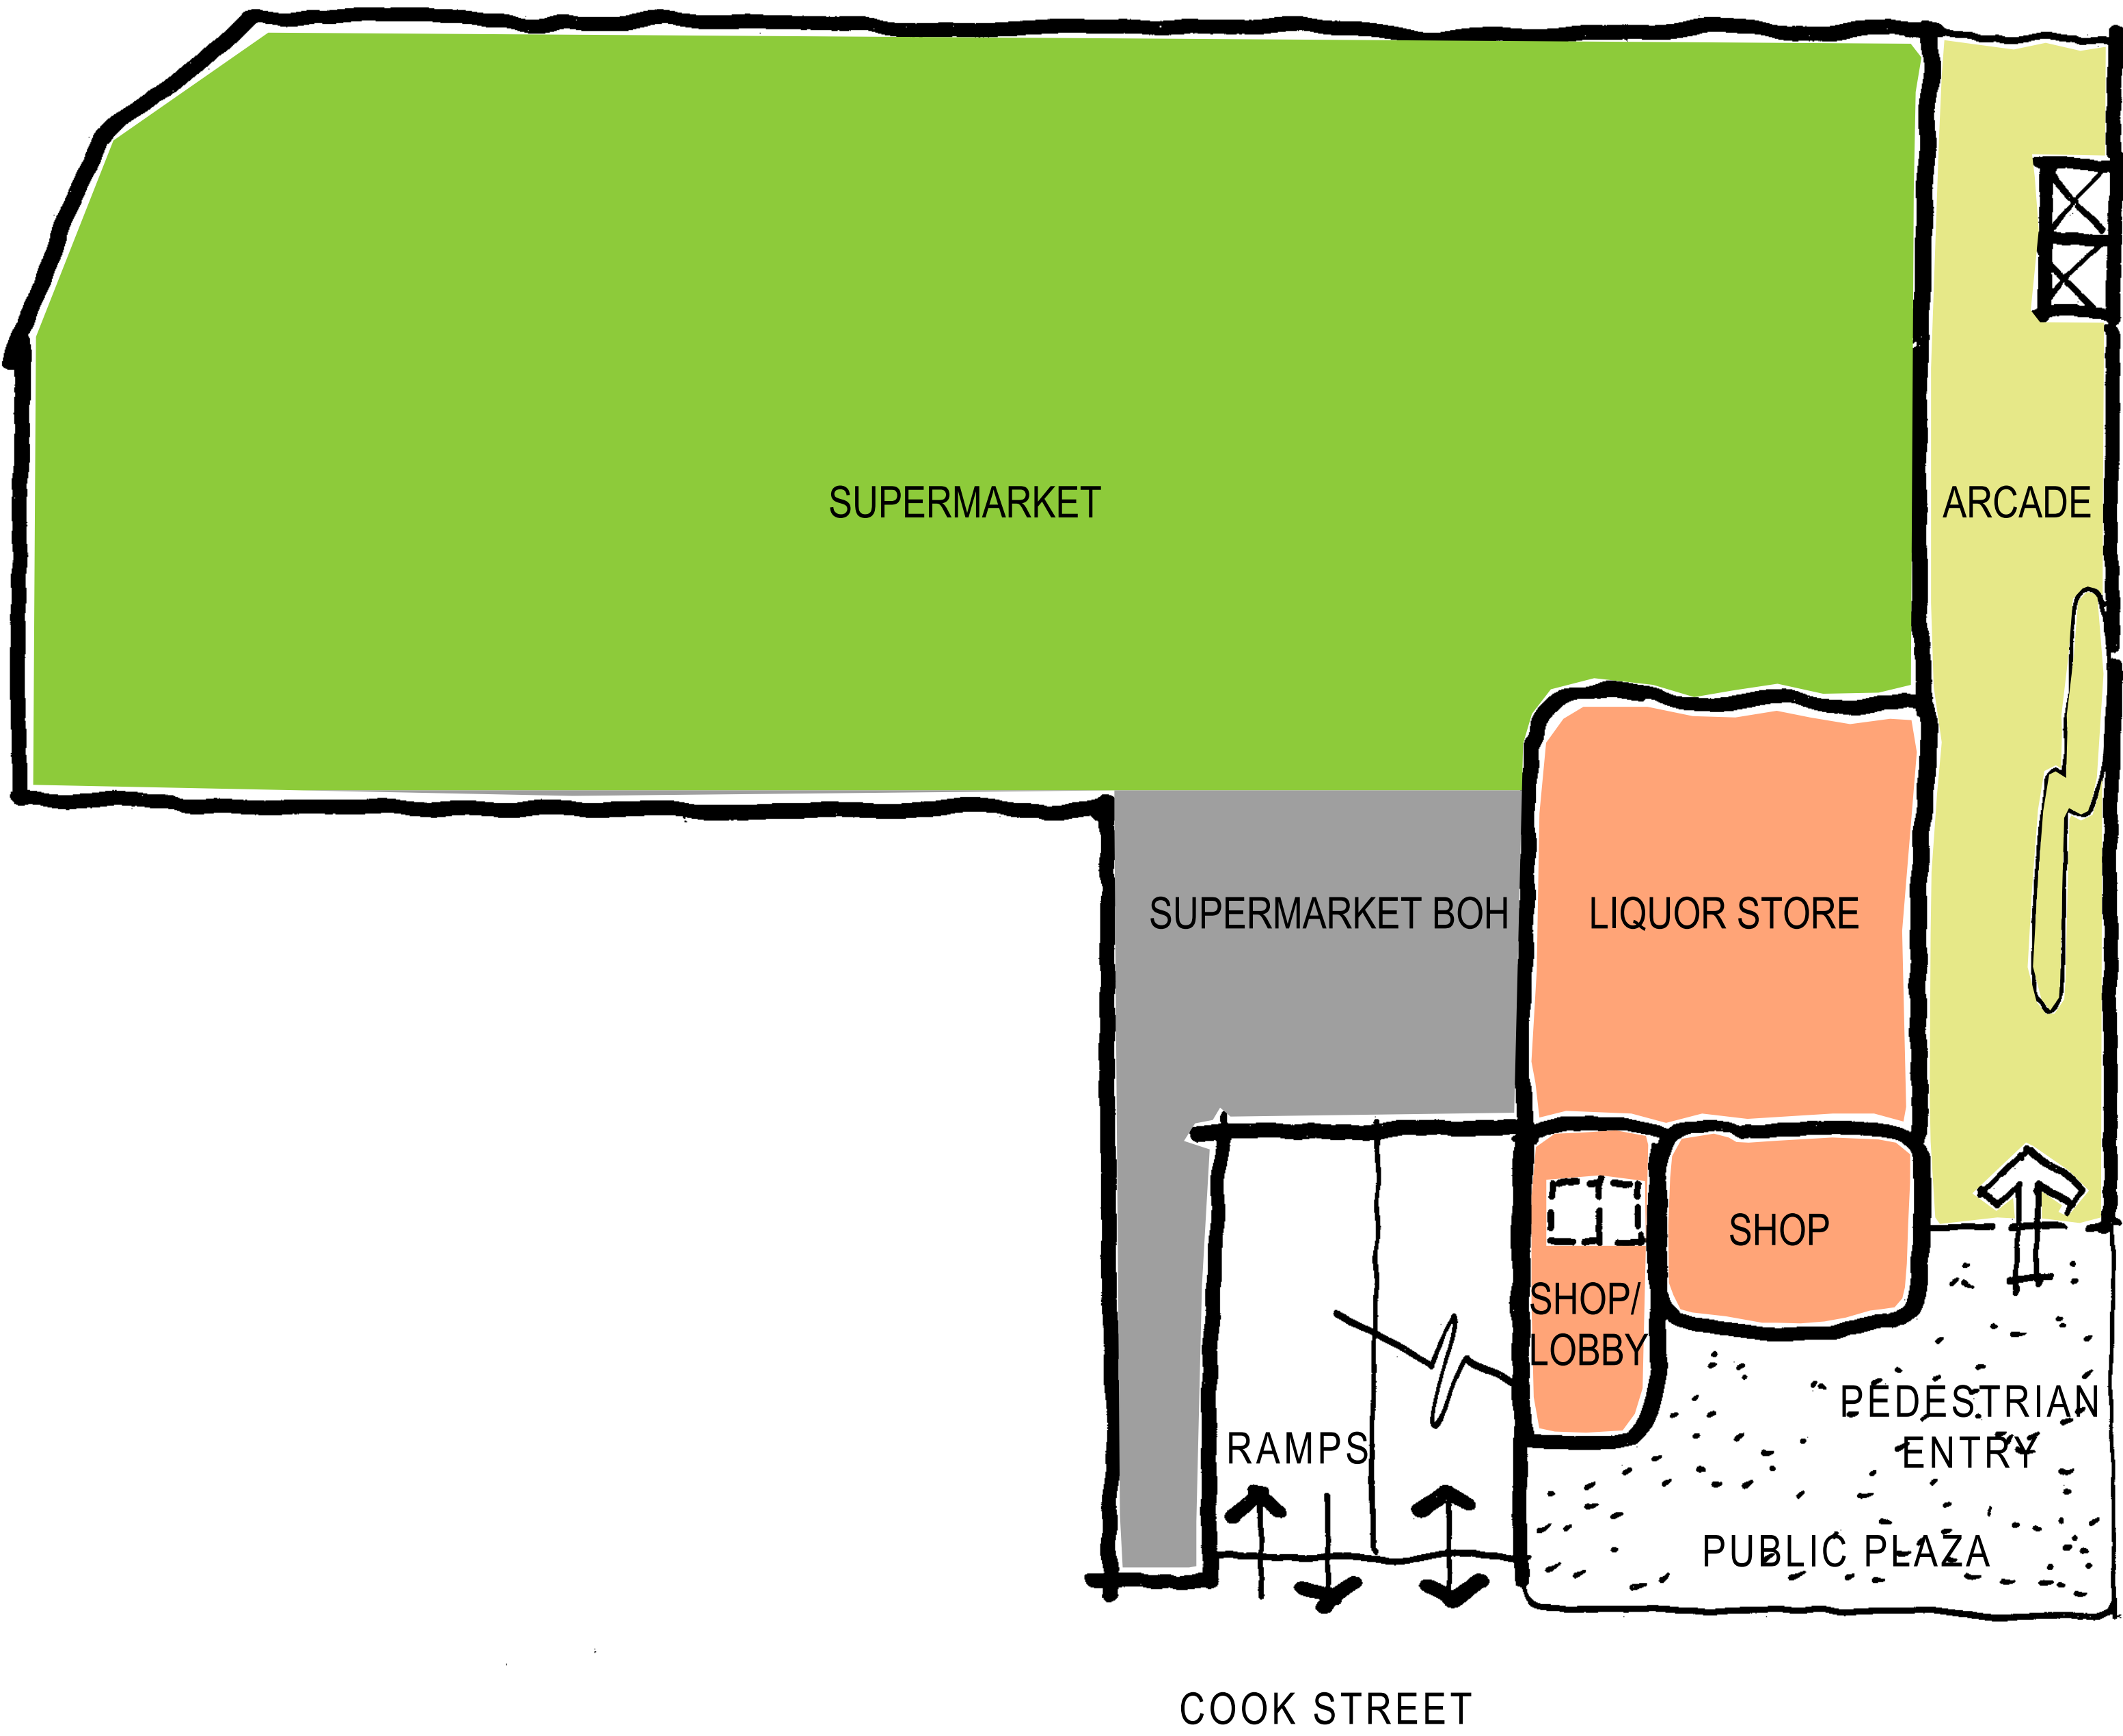 SUPERMARKET
ARCADE
SUPERMARKET BOH
LIQUOR STORE
SHOP
SHOP/
LOBBY
PEDESTRIAN
ENTRY
RAMPS
PUBLIC PLAZA
COOK STREET